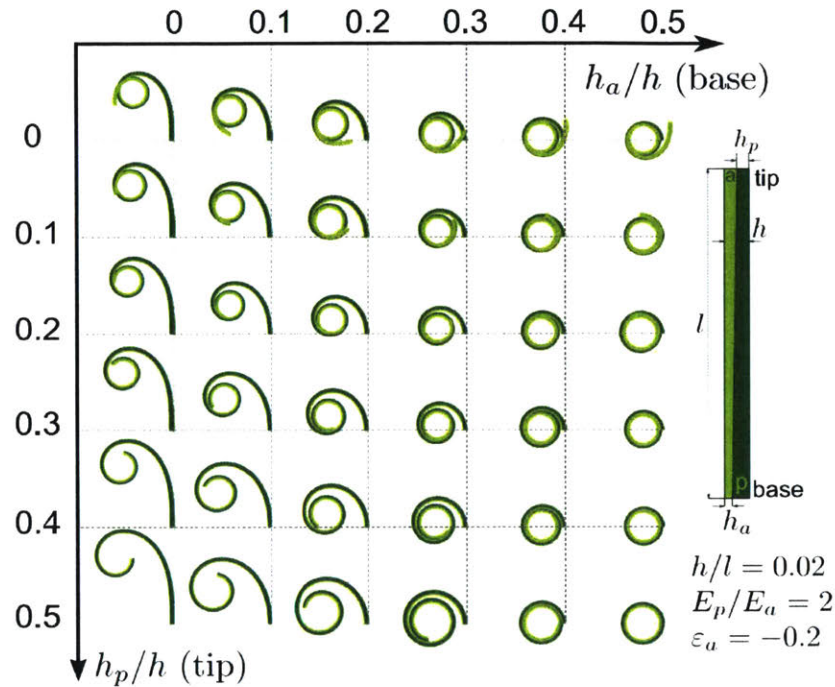 0 0.1 0.2 0.3 0.4 0.5
h_a/h (base)
0
0.1
0.2
0.3
0.4
0.5
h_p/h (tip)
h_p
a tip
h
l
p base
h_a
h/l = 0.02
E_p/E_a = 2
ε_a = −0.2